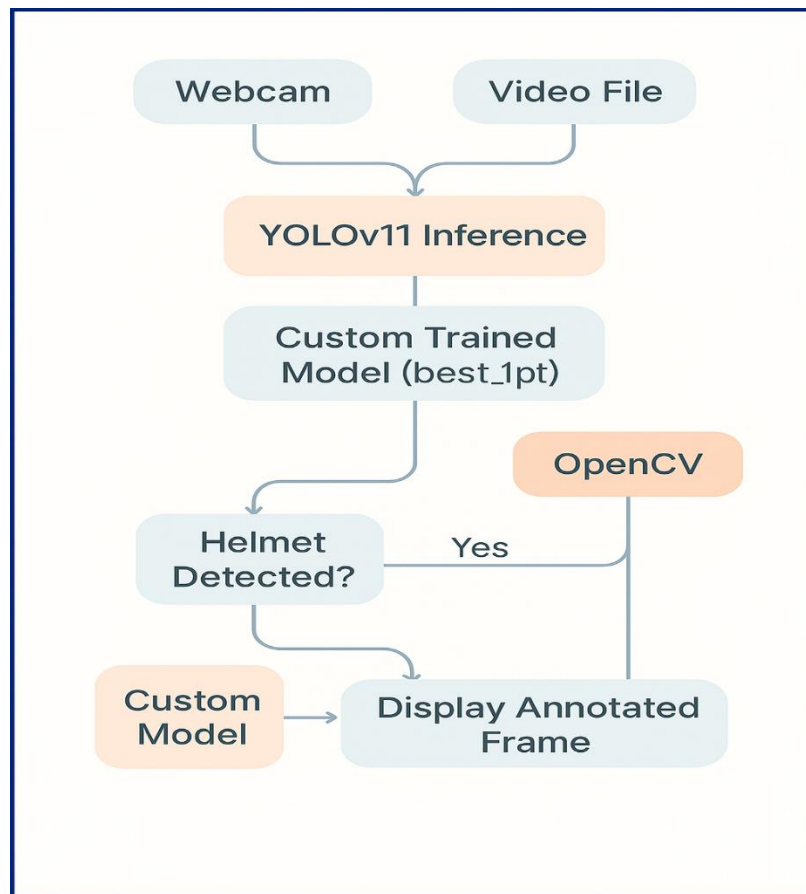 Webcam
Video File
YOLOv11 Inference
Custom Trained
Model (best_1pt)
OpenCV
Helmet
Detected?
Yes
Custom
Model
Display Annotated
Frame